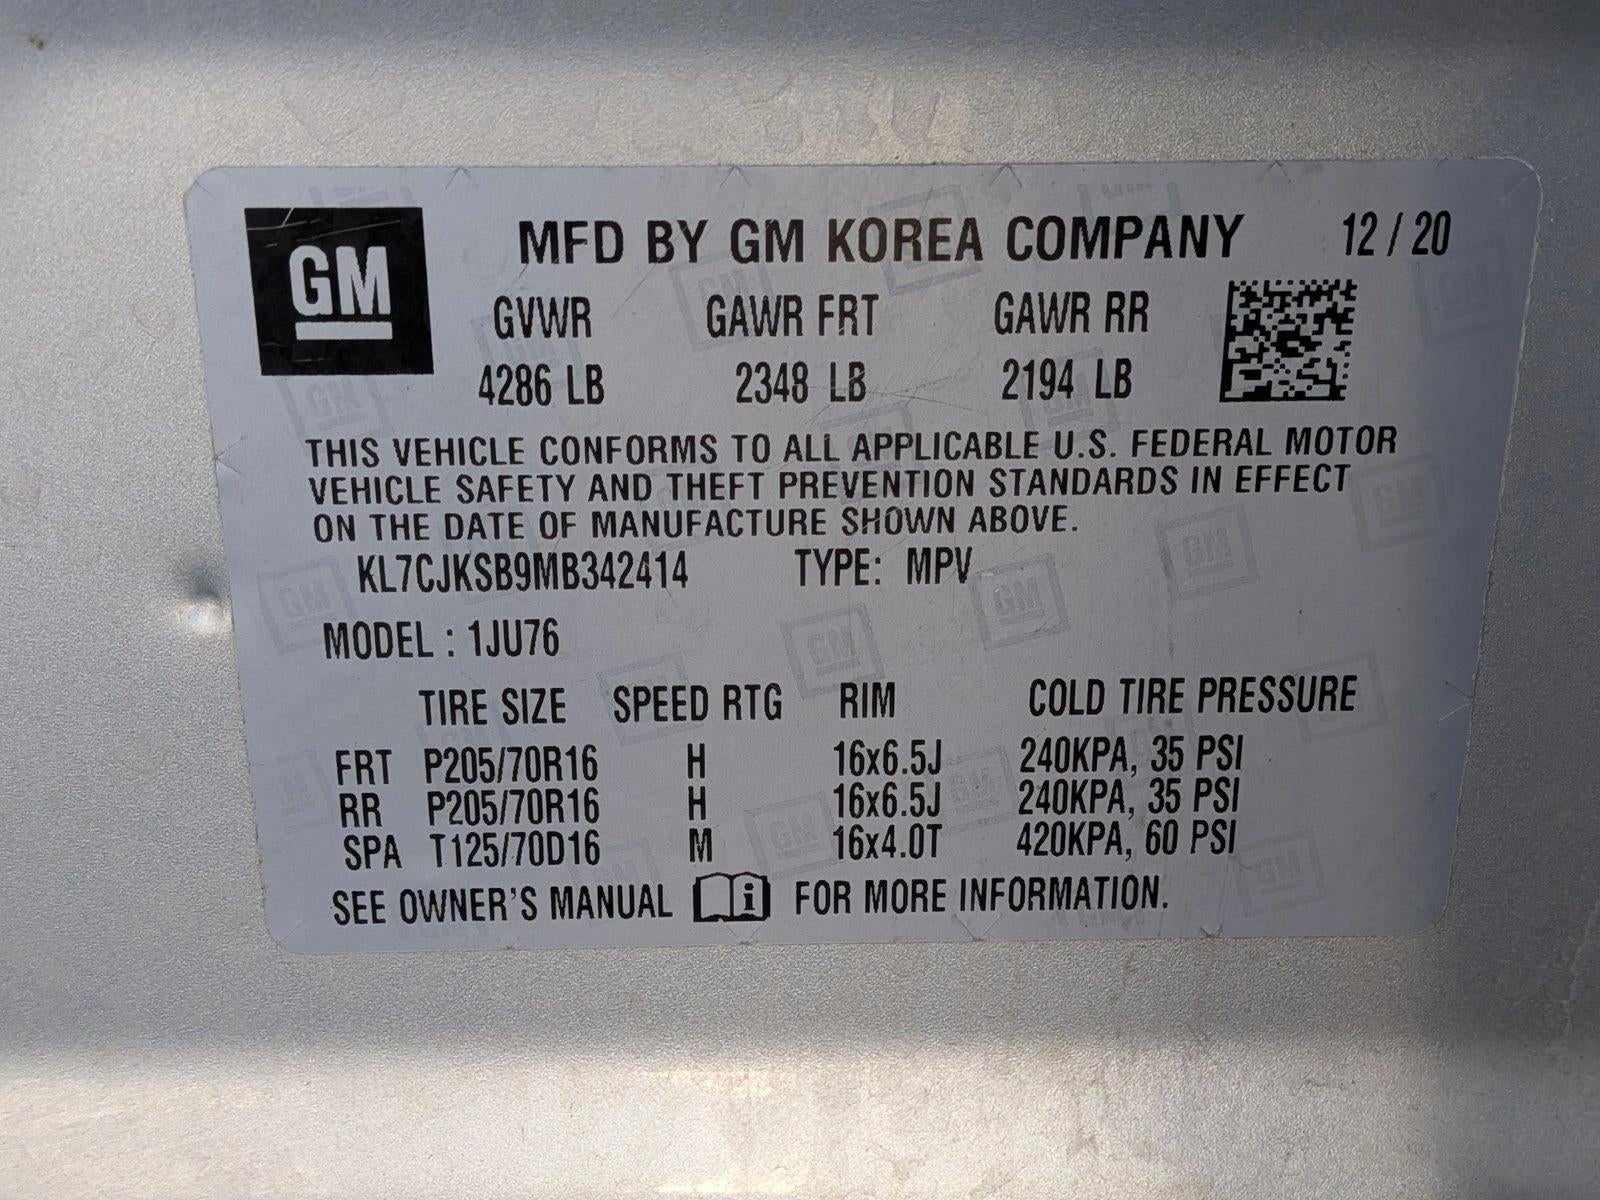 GM MFD BY GM KOREA COMPANY 12 / 20
GVWR GAWR FRT GAWR RR
4286 LB 2348 LB 2194 LB
THIS VEHICLE CONFORMS TO ALL APPLICABLE U.S. FEDERAL MOTOR
VEHICLE SAFETY AND THEFT PREVENTION STANDARDS IN EFFECT
ON THE DATE OF MANUFACTURE SHOWN ABOVE.
KL7CJKSB9MB342414 TYPE: MPV
MODEL : 1JU76
TIRE SIZE SPEED RTG RIM COLD TIRE PRESSURE
FRT P205/70R16 H 16x6.5J 240KPA, 35 PSI
RR P205/70R16 H 16x6.5J 240KPA, 35 PSI
SPA T125/70D16 M 16x4.0T 420KPA, 60 PSI
SEE OWNER'S MANUAL i FOR MORE INFORMATION.